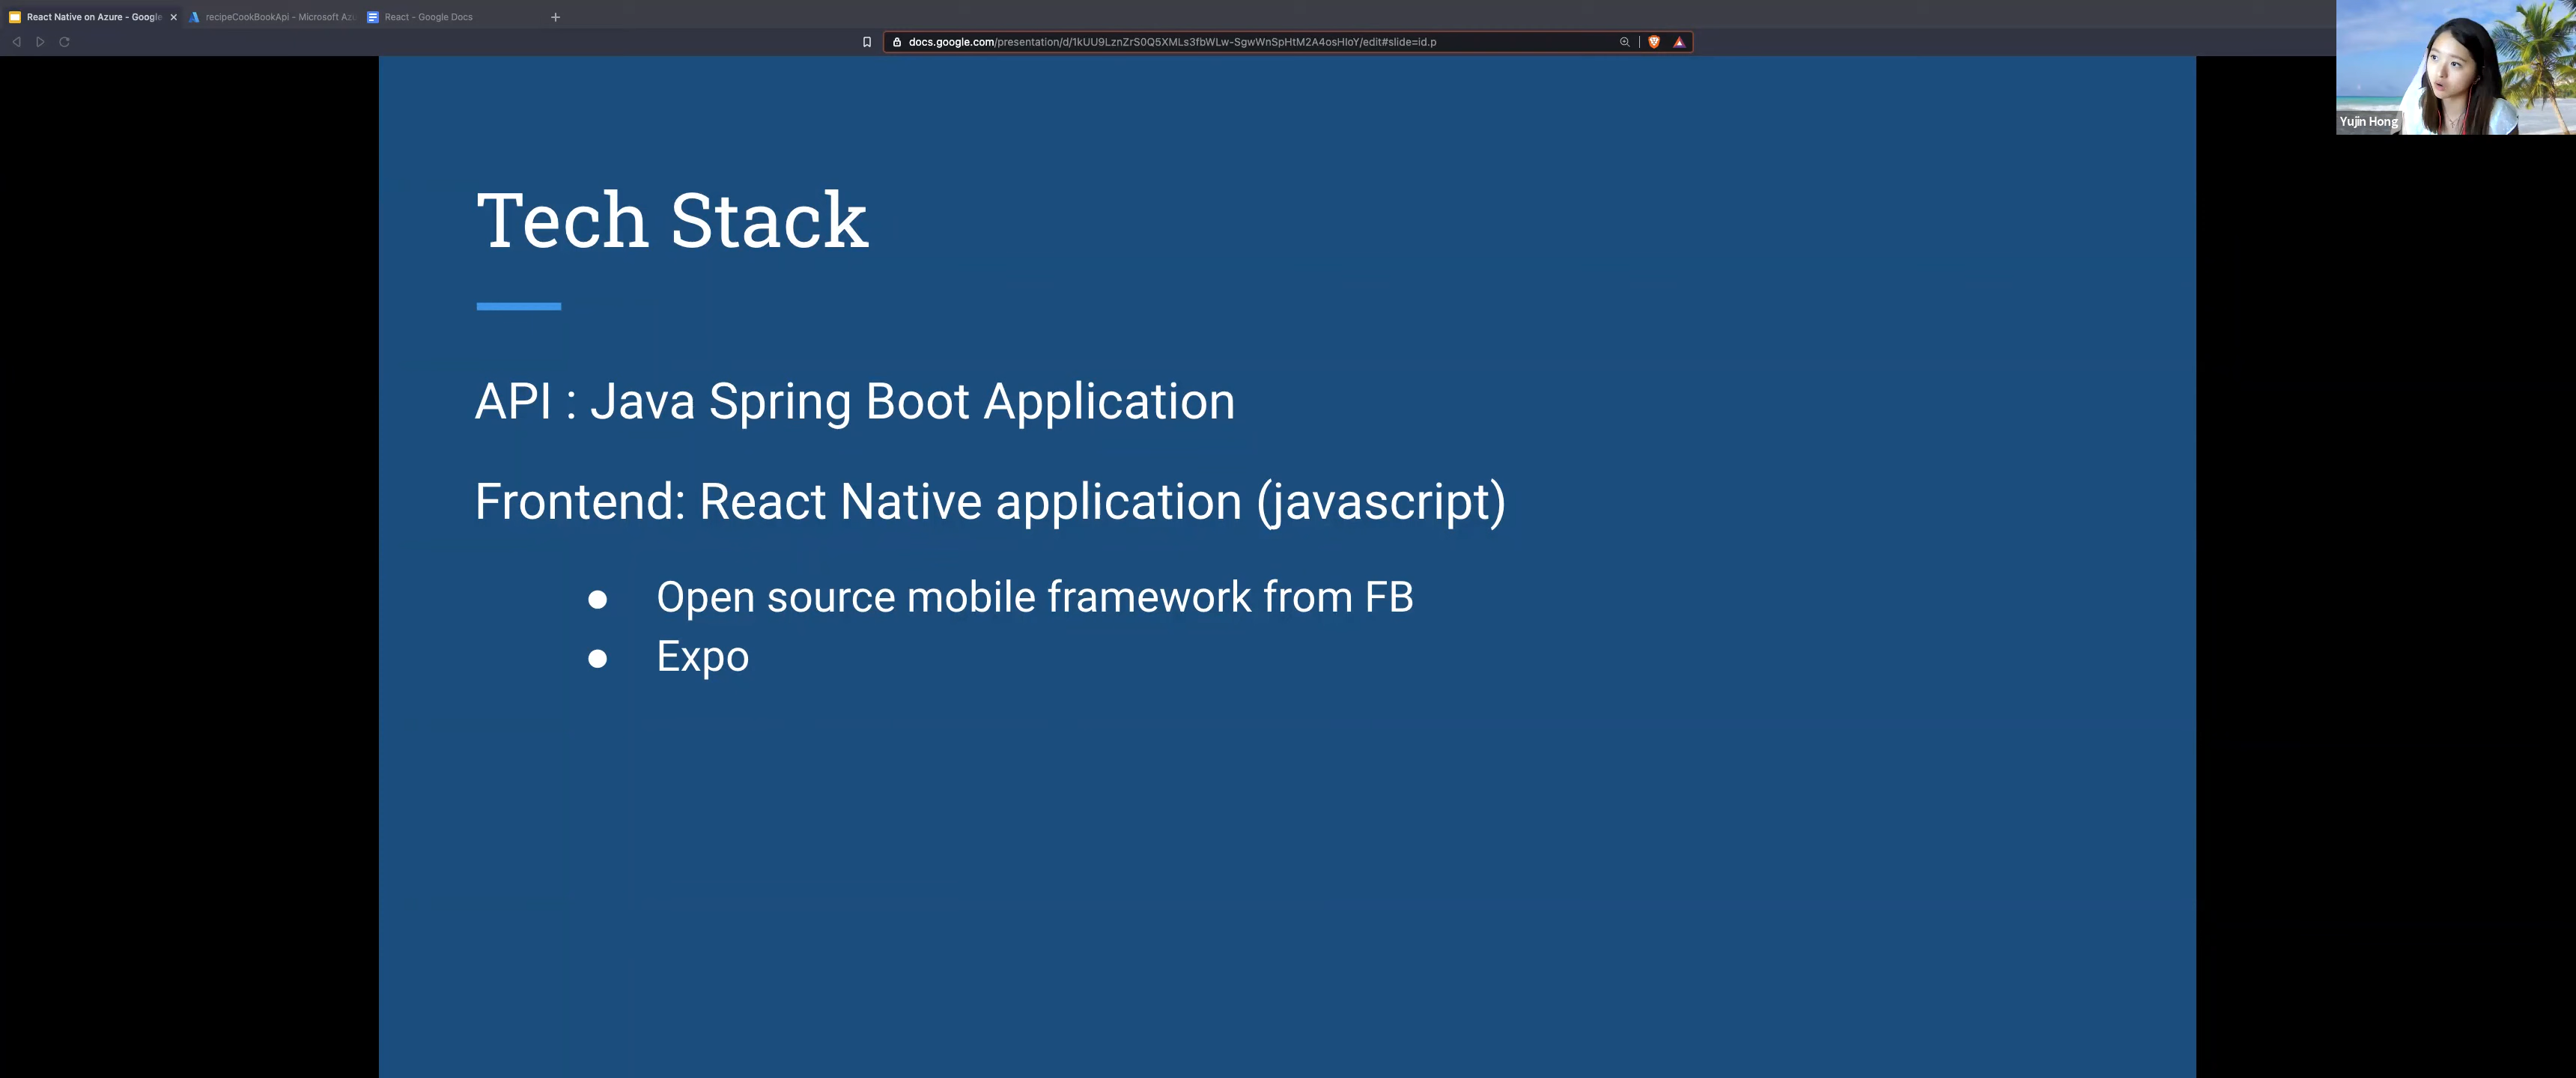 React Native on Azure - Google
recipeCookBookApi - Microsoft Azu
React - Google Docs
docs.google.com/presentation/d/1kUU9LznZrS0Q5XMLs3fbWLw-SgwWnSpHtM2A4osHIoY/edit#slide=id.p
Yujin Hong
Tech Stack
API : Java Spring Boot Application
Frontend: React Native application (javascript)
● Open source mobile framework from FB
● Expo